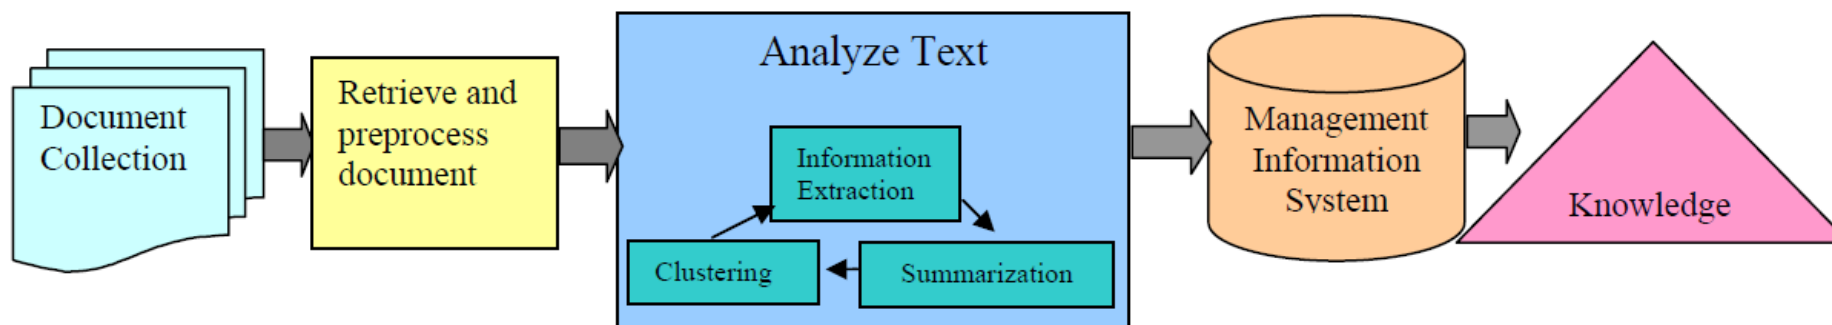 Document
Collection
Retrieve and
preprocess
document
Analyze Text
Information
Extraction
Clustering
Summarization
Management
Information
System
Knowledge